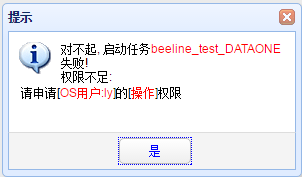 提示
对不起, 启动任务beeline_test_DATAONE
失败!
权限不足:
请申请[OS用户:ly]的[操作]权限
是